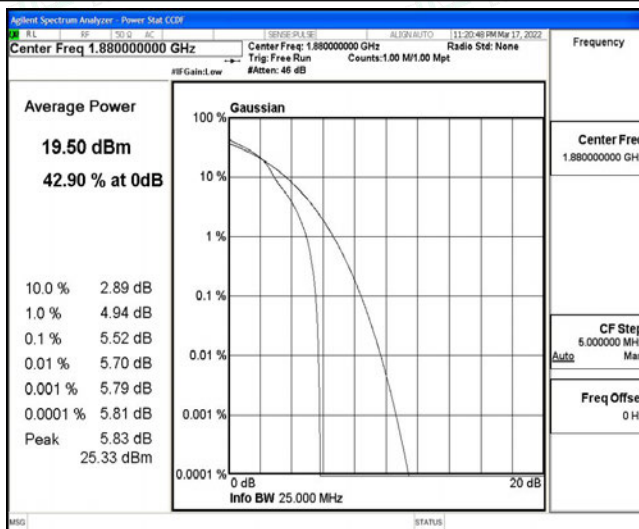 Agilent Spectrum Analyzer - Power Stat CCDF
RL RF 50 Ω AC SENSE:PULSE ALIGN AUTO 11:20:48 PM Mar 17, 2022
Center Freq 1.880000000 GHz
Center Freq: 1.880000000 GHz Radio Std: None
Trig: Free Run Counts:1.00 M/1.00 Mpt
#IFGain:Low #Atten: 46 dB
Frequency
Average Power
19.50 dBm
42.90 % at 0dB
10.0 % 2.89 dB
1.0 % 4.94 dB
0.1 % 5.52 dB
0.01 % 5.70 dB
0.001 % 5.79 dB
0.0001 % 5.81 dB
Peak 5.83 dB
25.33 dBm
Gaussian
100 %
10 %
1 %
0.1 %
0.01 %
0.001 %
0.0001 %
0 dB 20 dB
Info BW 25.000 MHz
Center Freq
1.880000000 GH
CF Step
5.000000 MH
Auto Ma
Freq Offse
0 H
MSG STATUS